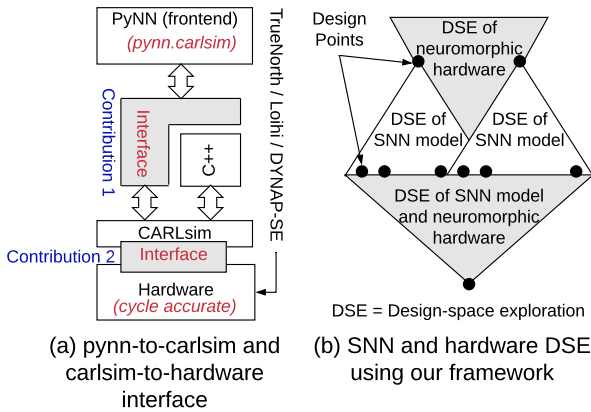 PyNN (frontend)
(pynn.carlsim)
Contribution 1
Interface
C++
TrueNorth / Loihi / DYNAP-SE
CARLsim
Contribution 2
Interface
Hardware
(cycle accurate)
(a) pynn-to-carlsim and
carlsim-to-hardware
interface
Design
Points
DSE of
neuromorphic
hardware
DSE of
SNN model
DSE of
SNN model
DSE of SNN model
and neuromorphic
hardware
DSE = Design-space exploration
(b) SNN and hardware DSE
using our framework